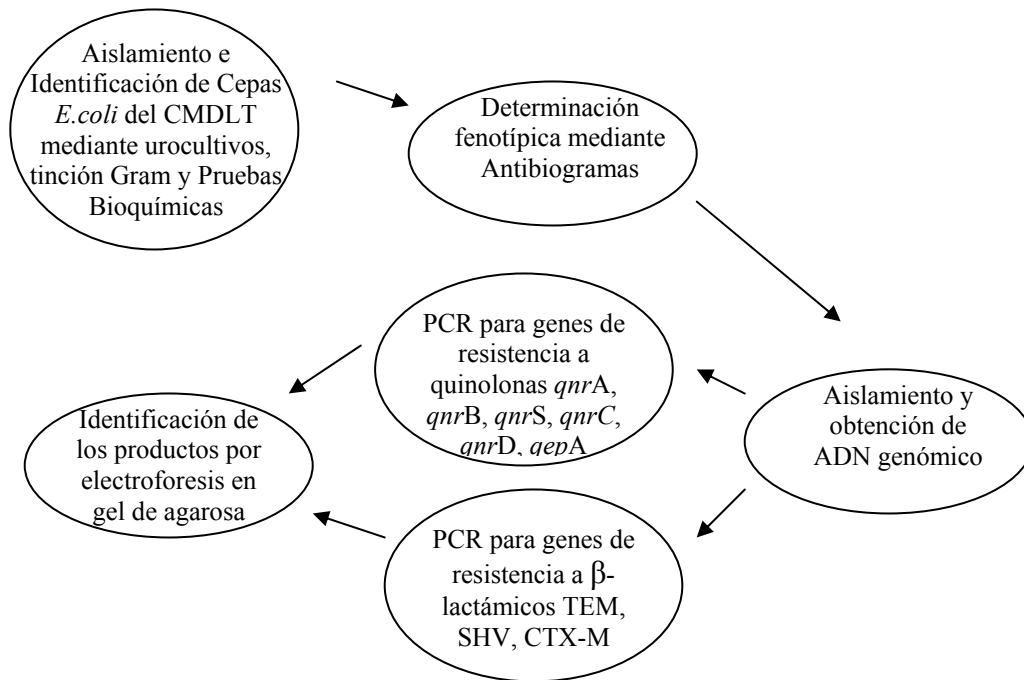 Aislamiento e
Identificación de Cepas
E.coli del CMDLT
mediante urocultivos,
tinción Gram y Pruebas
Bioquímicas
Determinación
fenotípica mediante
Antibiogramas
Aislamiento y
obtención de
ADN genómico
PCR para genes de
resistencia a
quinolonas qnrA,
qnrB, qnrS, qnrC,
qnrD, qepA
PCR para genes de
resistencia a β-
lactámicos TEM,
SHV, CTX-M
Identificación de
los productos por
electroforesis en
gel de agarosa